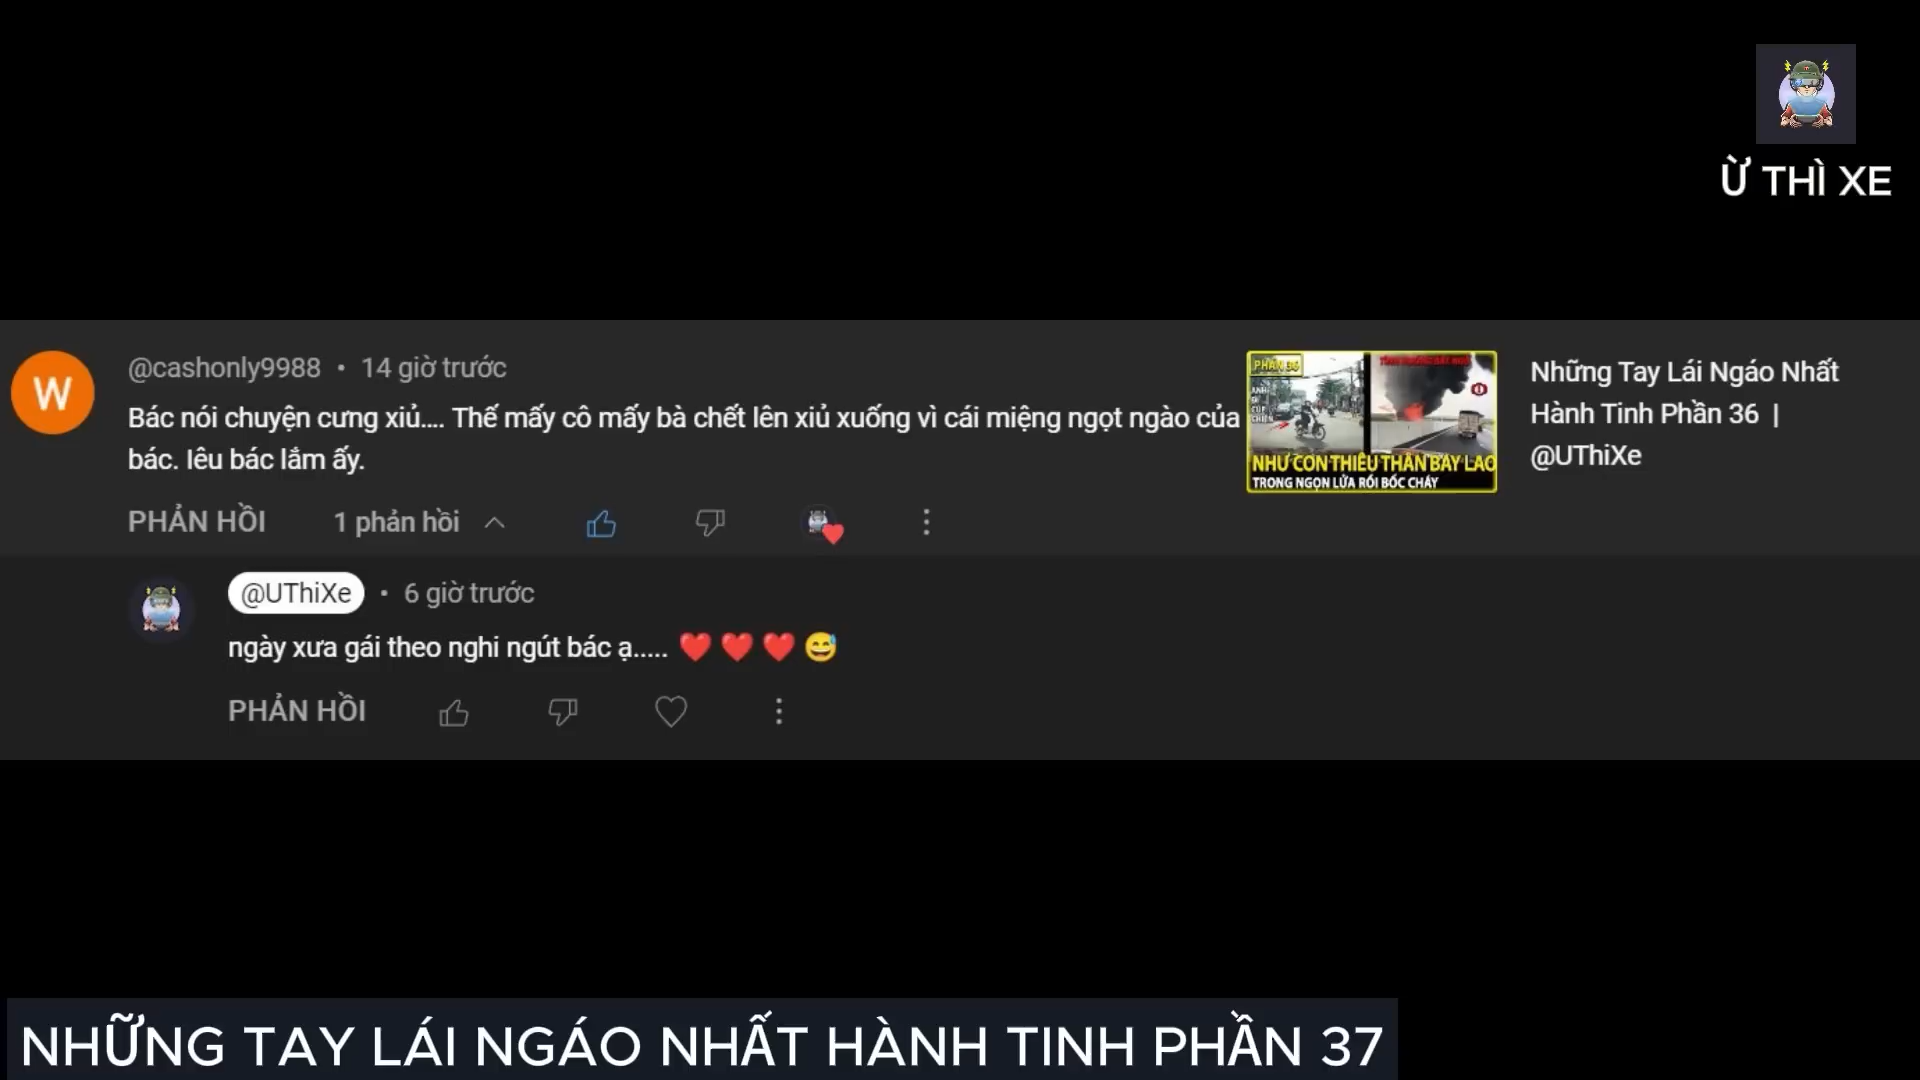 Ừ THÌ XE
W
@cashonly9988 • 14 giờ trước
Bác nói chuyện cưng xiủ.... Thế mấy cô mấy bà chết lên xiủ xuống vì cái miệng ngọt ngào của
bác. Iêu bác lắm ấy.
PHẢN HỒI 1 phản hồi
PHẦN 36
NHƯ CON THIÊU THÂN BAY LAO
TRONG NGỌN LỬA RỒI BỐC CHÁY
Những Tay Lái Ngáo Nhất
Hành Tinh Phần 36 |
@UThiXe
@UThiXe • 6 giờ trước
ngày xưa gái theo nghi ngút bác ạ..... ❤️ ❤️ ❤️ 😅
PHẢN HỒI
NHỮNG TAY LÁI NGÁO NHẤT HÀNH TINH PHẦN 37